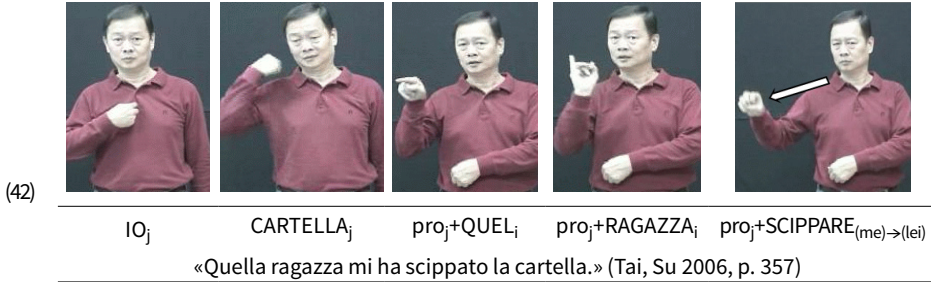 (42)
IOj CARTELLAj proj+QUELi proj+RAGAZZAi proj+SCIPPARE(me)→(lei)
«Quella ragazza mi ha scippato la cartella.» (Tai, Su 2006, p. 357)